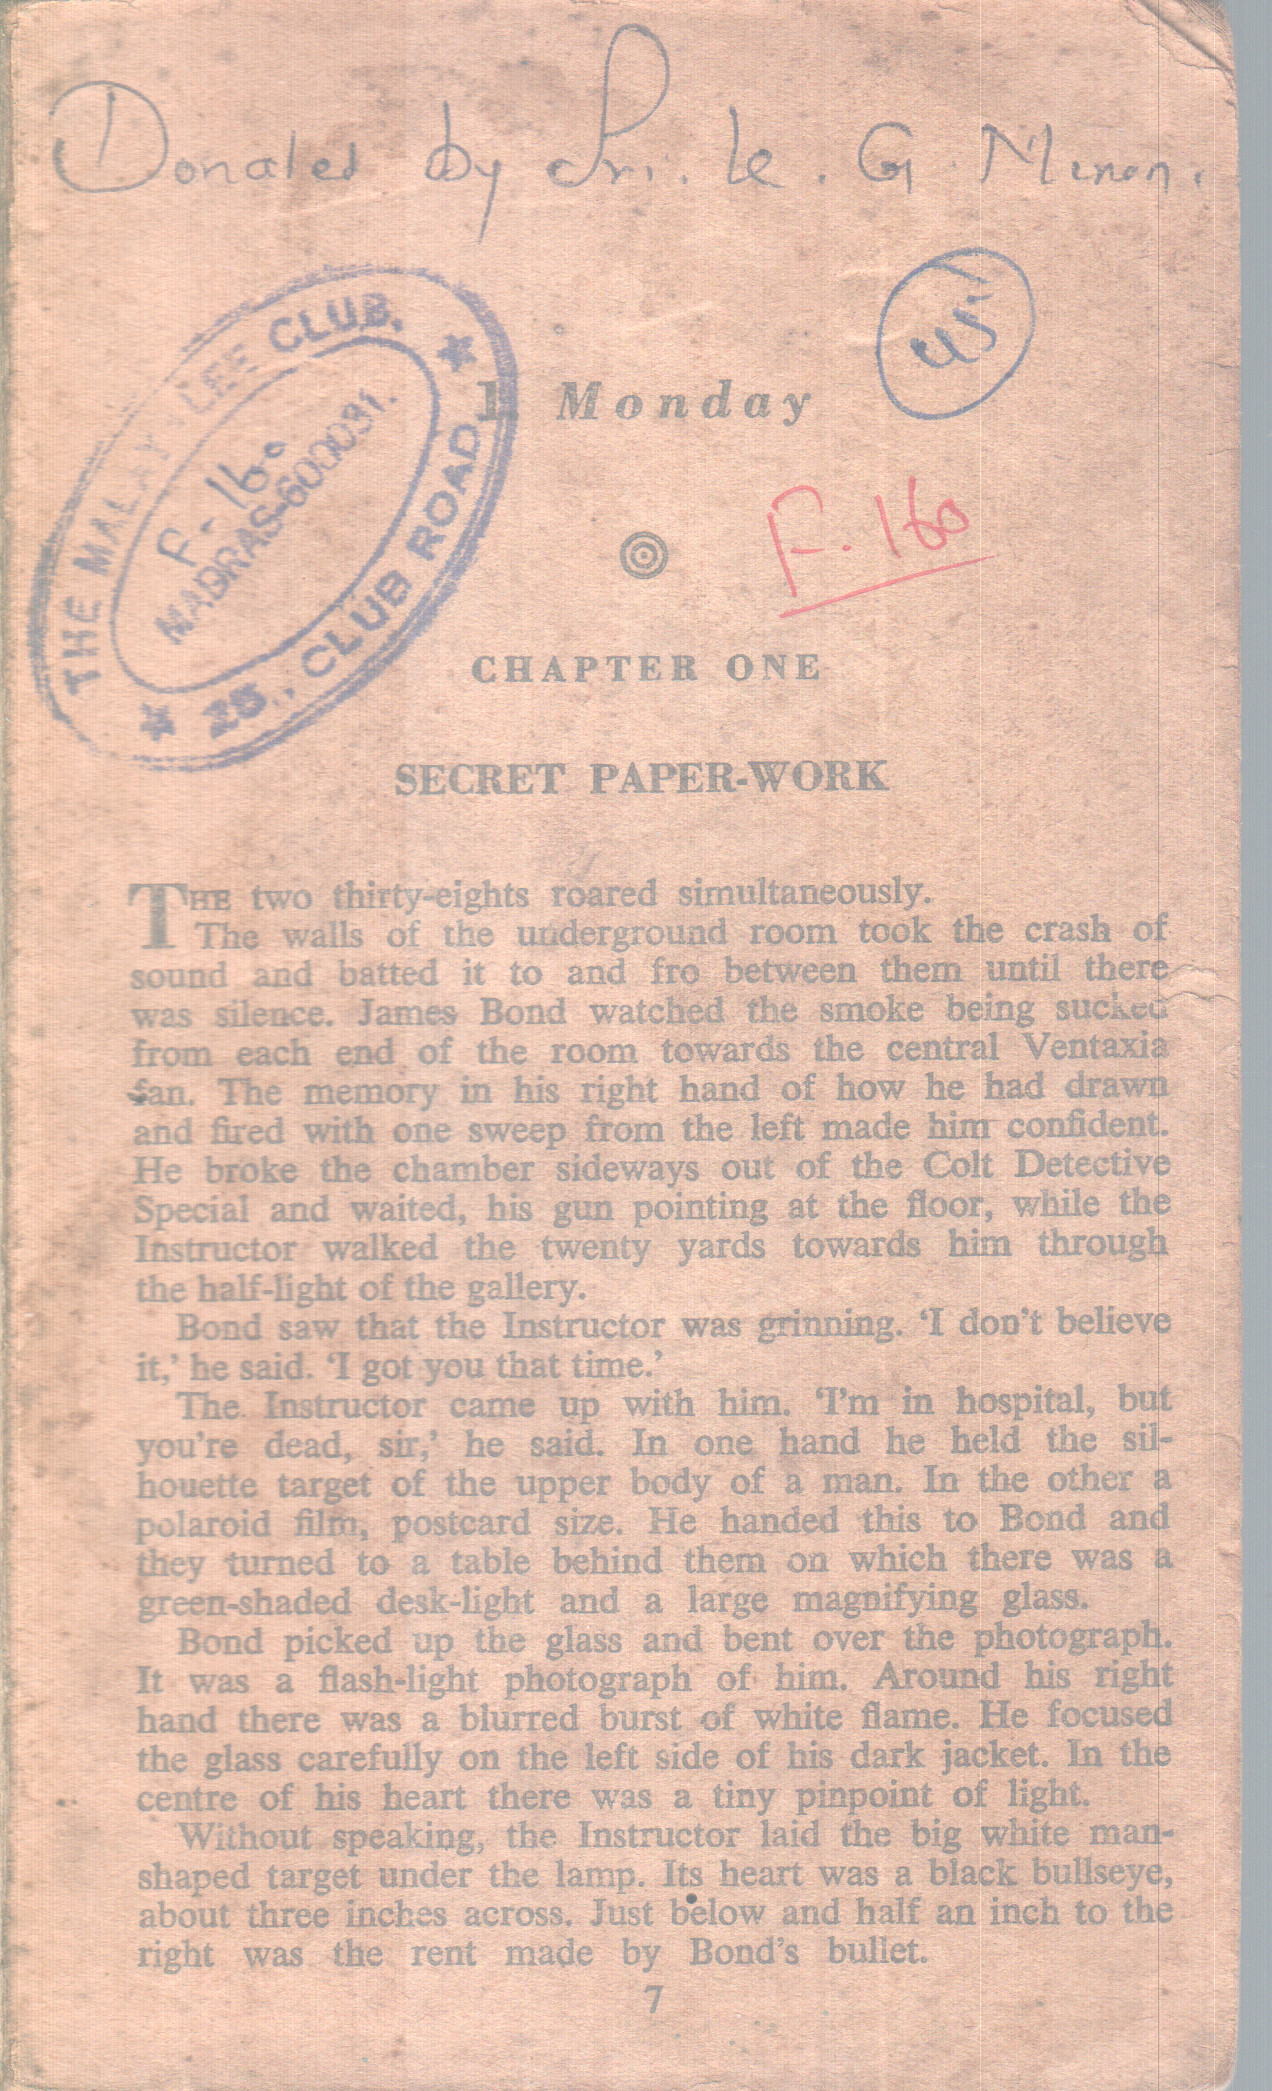 Donated by Sri. K. G. Menon.
45
THE MALAY LEE CLUB.
F-160
MADRAS-600031.
25, CLUB ROAD,
1. Monday
F. 160
CHAPTER ONE
SECRET PAPER-WORK
THE two thirty-eights roared simultaneously.
The walls of the underground room took the crash of
sound and batted it to and fro between them until there
was silence. James Bond watched the smoke being sucked
from each end of the room towards the central Ventaxia
fan. The memory in his right hand of how he had drawn
and fired with one sweep from the left made him confident.
He broke the chamber sideways out of the Colt Detective
Special and waited, his gun pointing at the floor, while the
Instructor walked the twenty yards towards him through
the half-light of the gallery.
Bond saw that the Instructor was grinning. ‘I don’t believe
it,’ he said. ‘I got you that time.’
The Instructor came up with him. ‘I’m in hospital, but
you’re dead, sir,’ he said. In one hand he held the sil-
houette target of the upper body of a man. In the other a
polaroid film, postcard size. He handed this to Bond and
they turned to a table behind them on which there was a
green-shaded desk-light and a large magnifying glass.
Bond picked up the glass and bent over the photograph.
It was a flash-light photograph of him. Around his right
hand there was a blurred burst of white flame. He focused
the glass carefully on the left side of his dark jacket. In the
centre of his heart there was a tiny pinpoint of light.
Without speaking, the Instructor laid the big white man-
shaped target under the lamp. Its heart was a black bullseye,
about three inches across. Just below and half an inch to the
right was the rent made by Bond’s bullet.
7